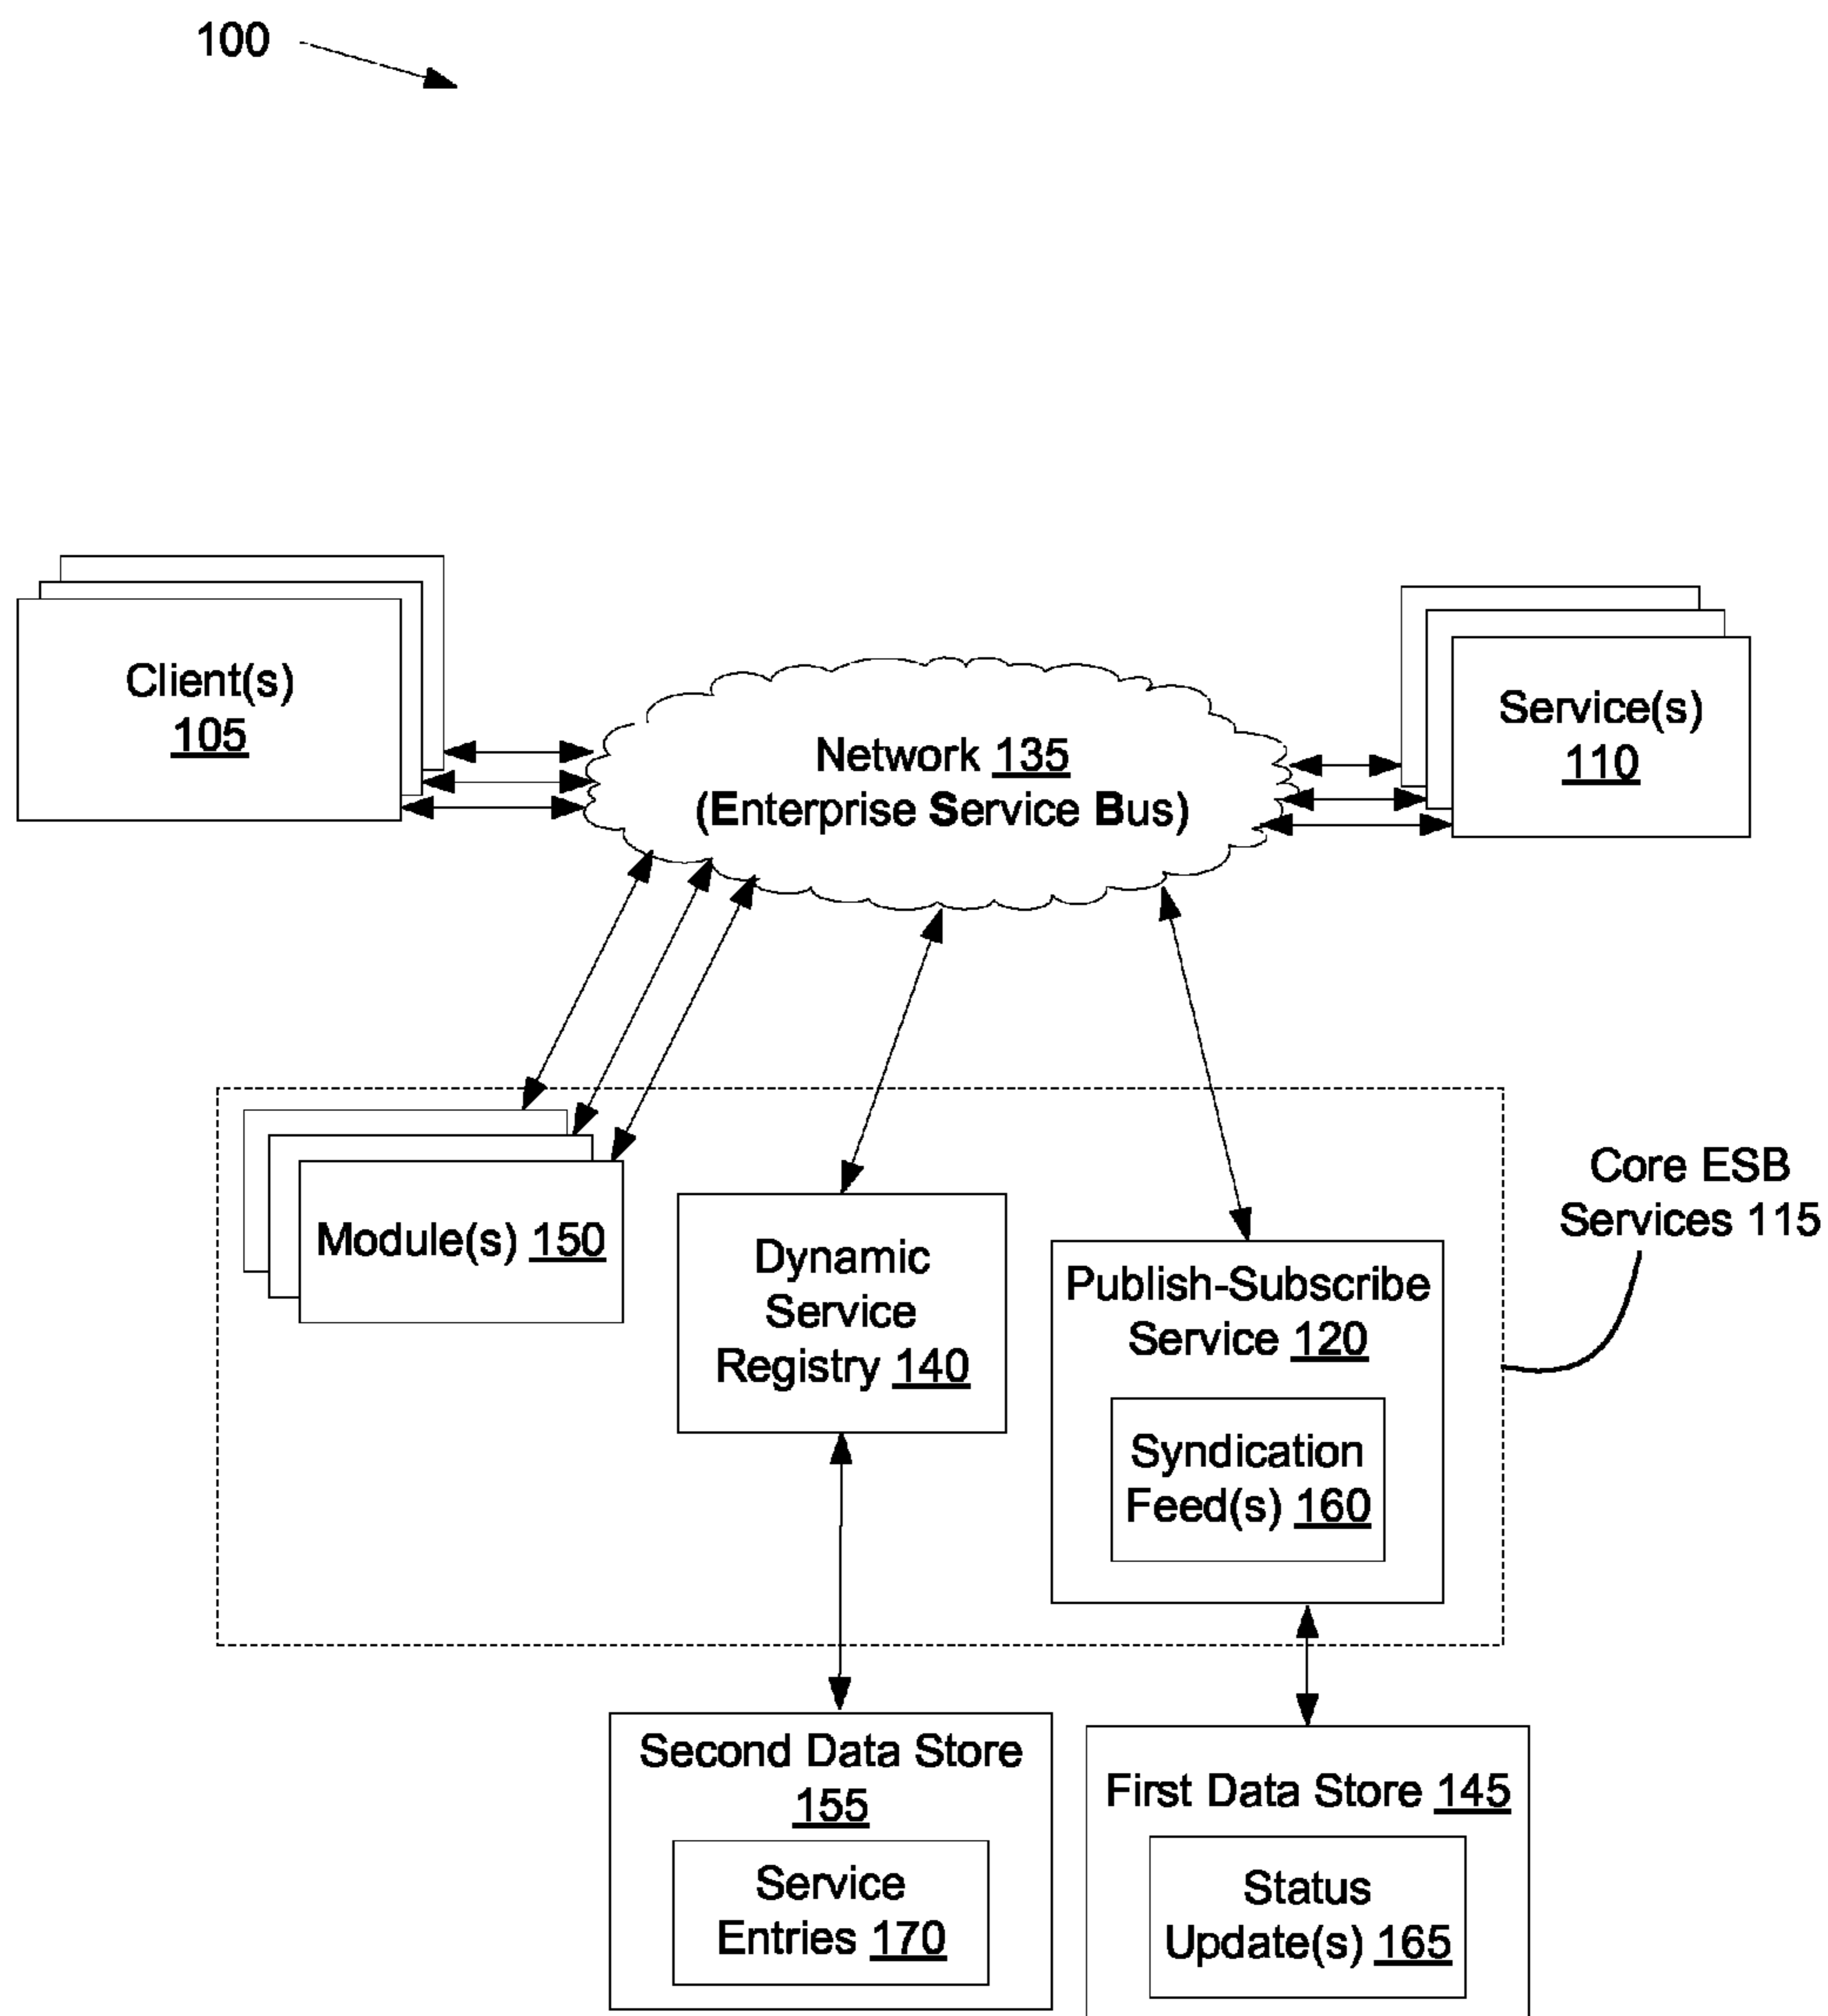 100
Client(s)
105
Service(s)
110
Network 135
(Enterprise Service Bus)
Module(s) 150
Dynamic
Service
Registry 140
Publish-Subscribe
Service 120
Syndication
Feed(s) 160
Core ESB
Services 115
Second Data Store
155
Service
Entries 170
First Data Store 145
Status
Update(s) 165